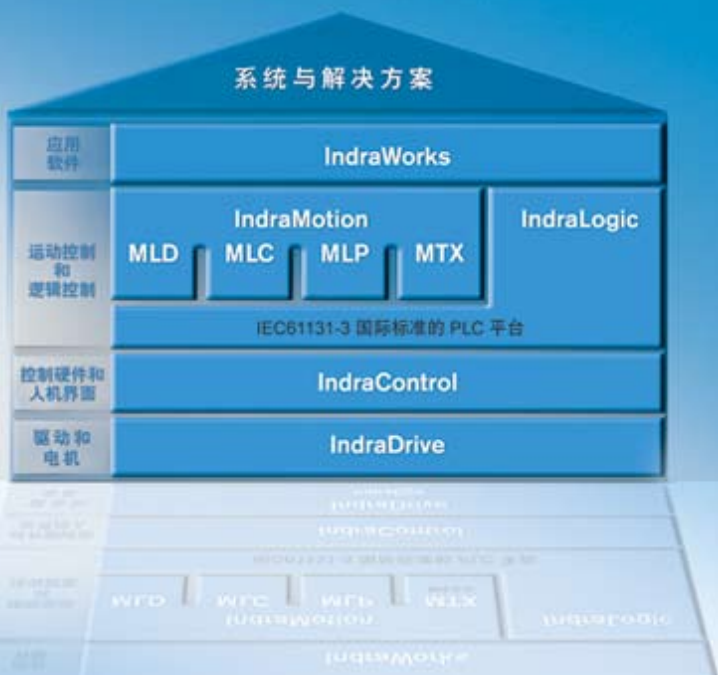 系统与解决方案
应用
软件
IndraWorks
运动控制
和
逻辑控制
IndraMotion
IndraLogic
MLD MLC MLP MTX
IEC61131-3 国际标准的 PLC 平台
控制硬件和
人机界面
IndraControl
驱动和
电机
IndraDrive